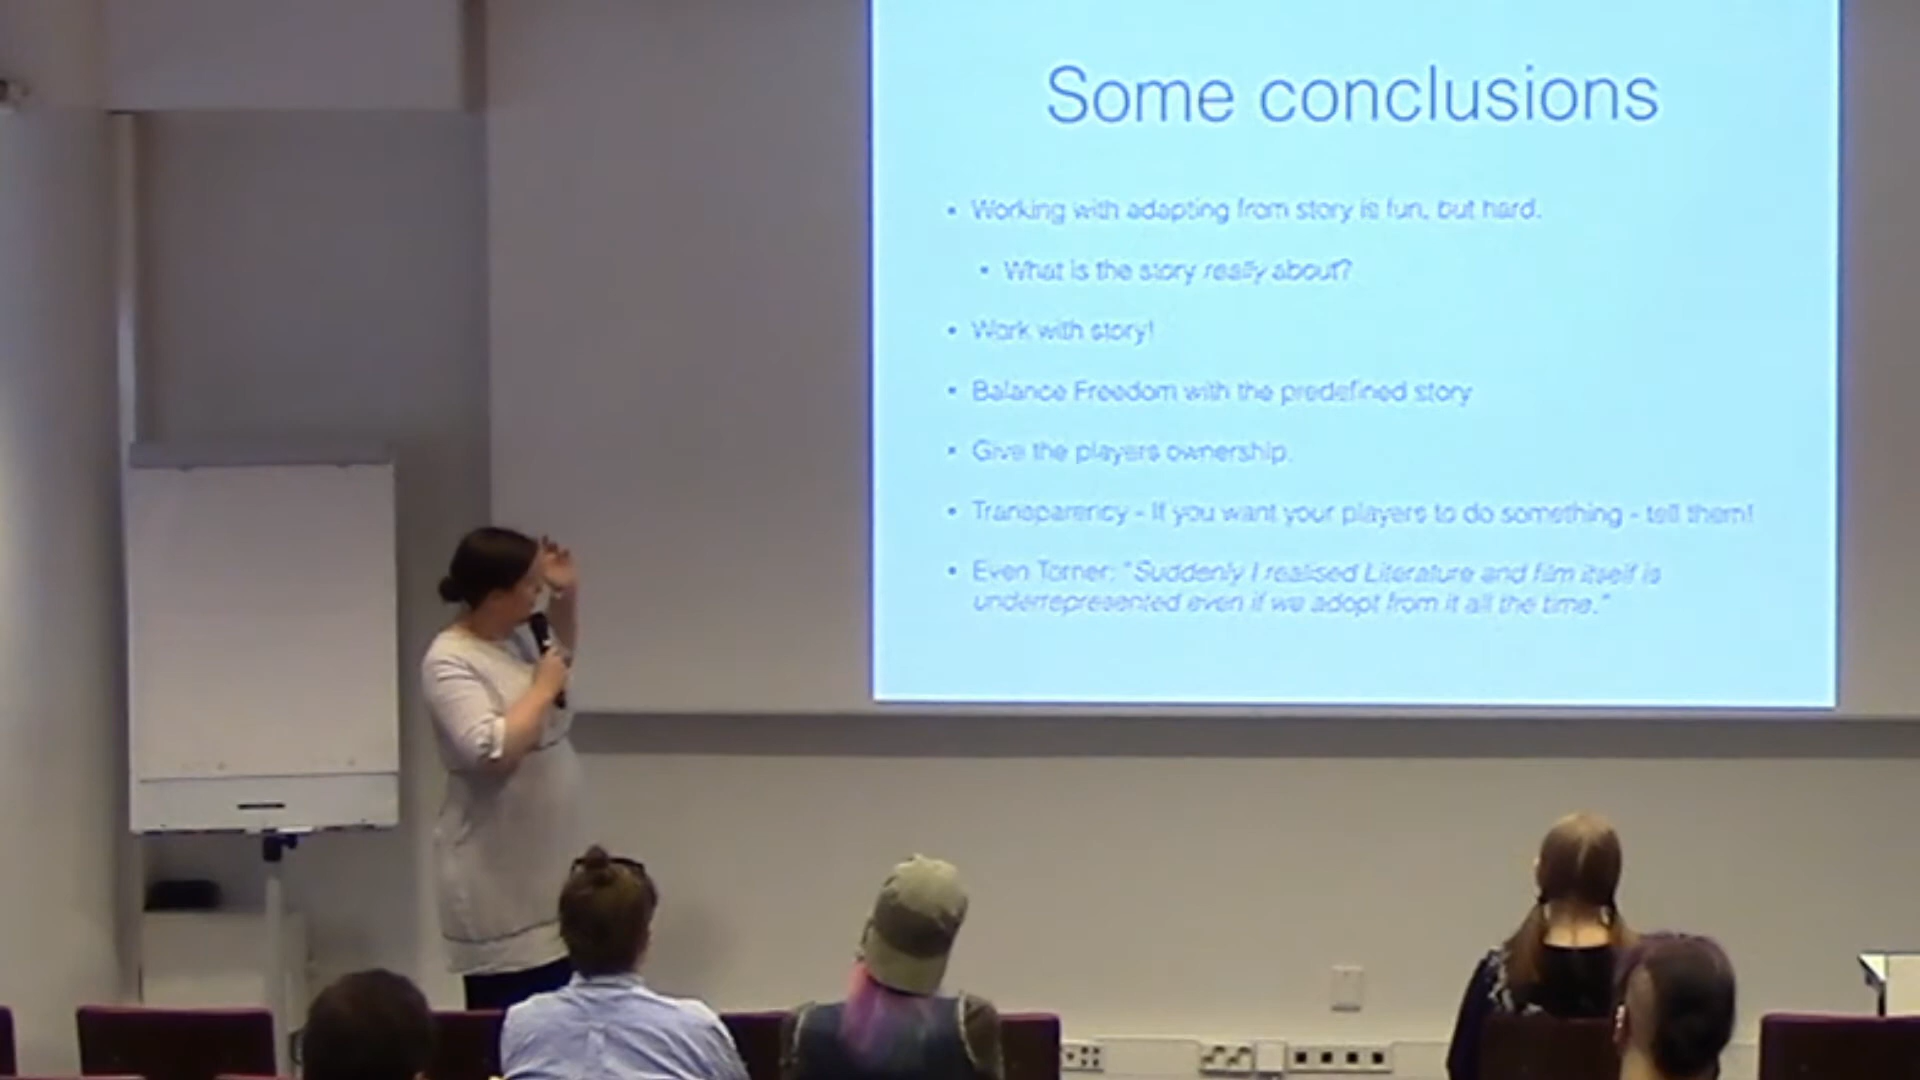 Some conclusions
• Working with adapting from story is fun, but hard.
• What is the story really about?
• Work with story!
• Balance Freedom with the predefined story
• Give the players ownership.
• Transparency - If you want your players to do something - tell them!
• Even Torner: "Suddenly I realised Literature and film itself is
underrepresented even if we adopt from it all the time."